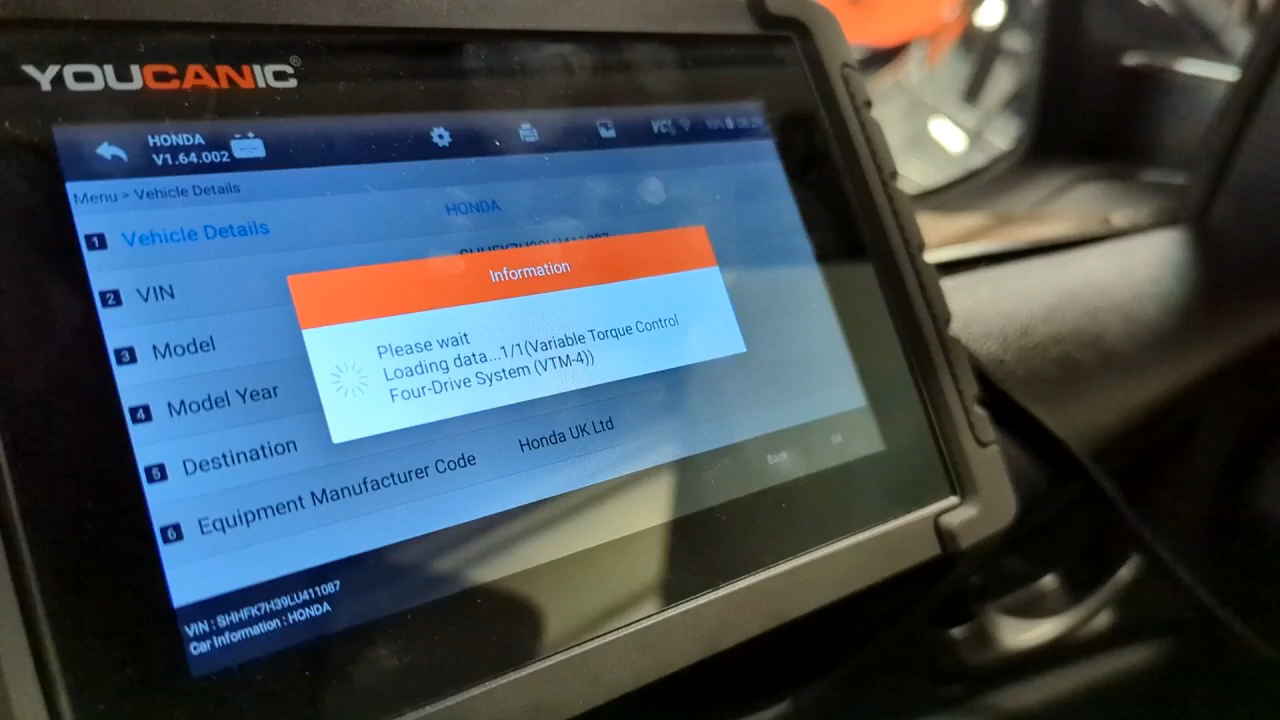 YOUCANIC®
HONDA
V1.64.002
VCI
Menu > Vehicle Details
1 Vehicle Details HONDA
2 VIN
3 Model
4 Model Year
5 Destination
6 Equipment Manufacturer Code Honda UK Ltd
Information
Please wait
Loading data...1/1(Variable Torque Control
Four-Drive System (VTM-4))
Back OK
VIN : SHHFK7H39LU411087
Car Information : HONDA